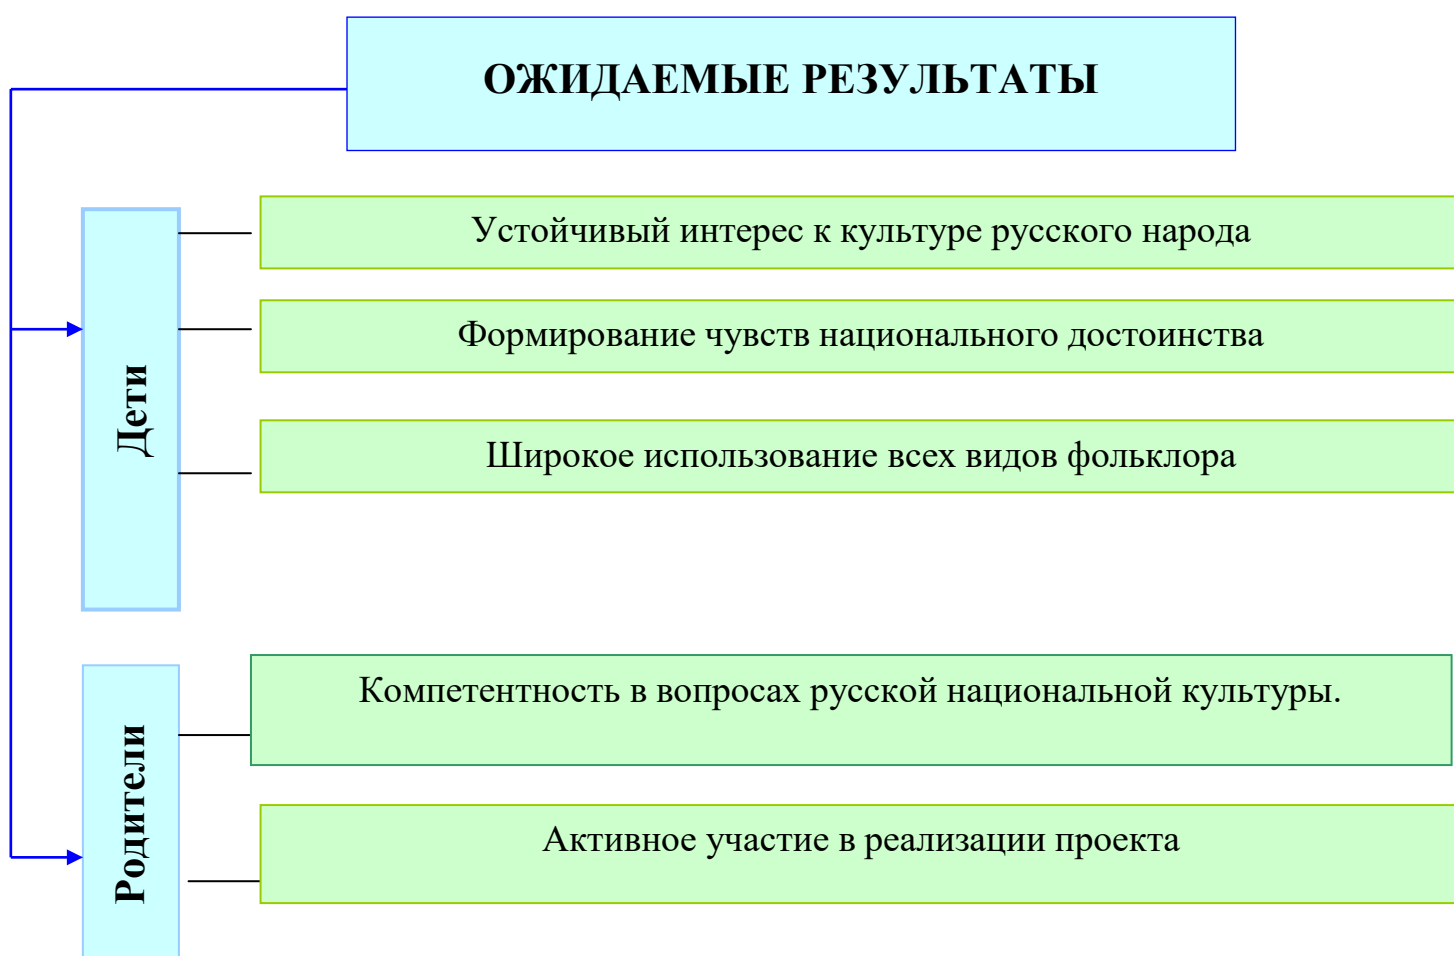 ОЖИДАЕМЫЕ РЕЗУЛЬТАТЫ
Дети
Устойчивый интерес к культуре русского народа
Формирование чувств национального достоинства
Широкое использование всех видов фольклора
Родители
Компетентность в вопросах русской национальной культуры.
Активное участие в реализации проекта